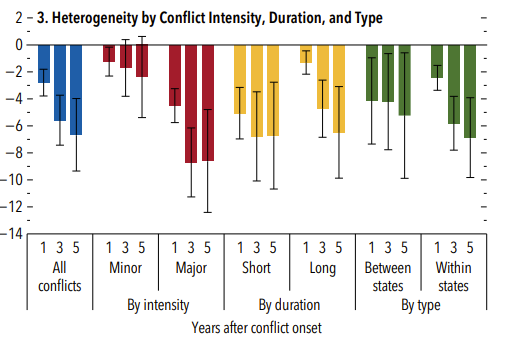 3. Heterogeneity by Conflict Intensity, Duration, and Type
2
0
−2
−4
−6
−8
−10
−12
−14
1 3 5 1 3 5 1 3 5 1 3 5 1 3 5 1 3 5 1 3 5
All Minor Major Short Long Between Within
conflicts states states
By intensity By duration By type
Years after conflict onset